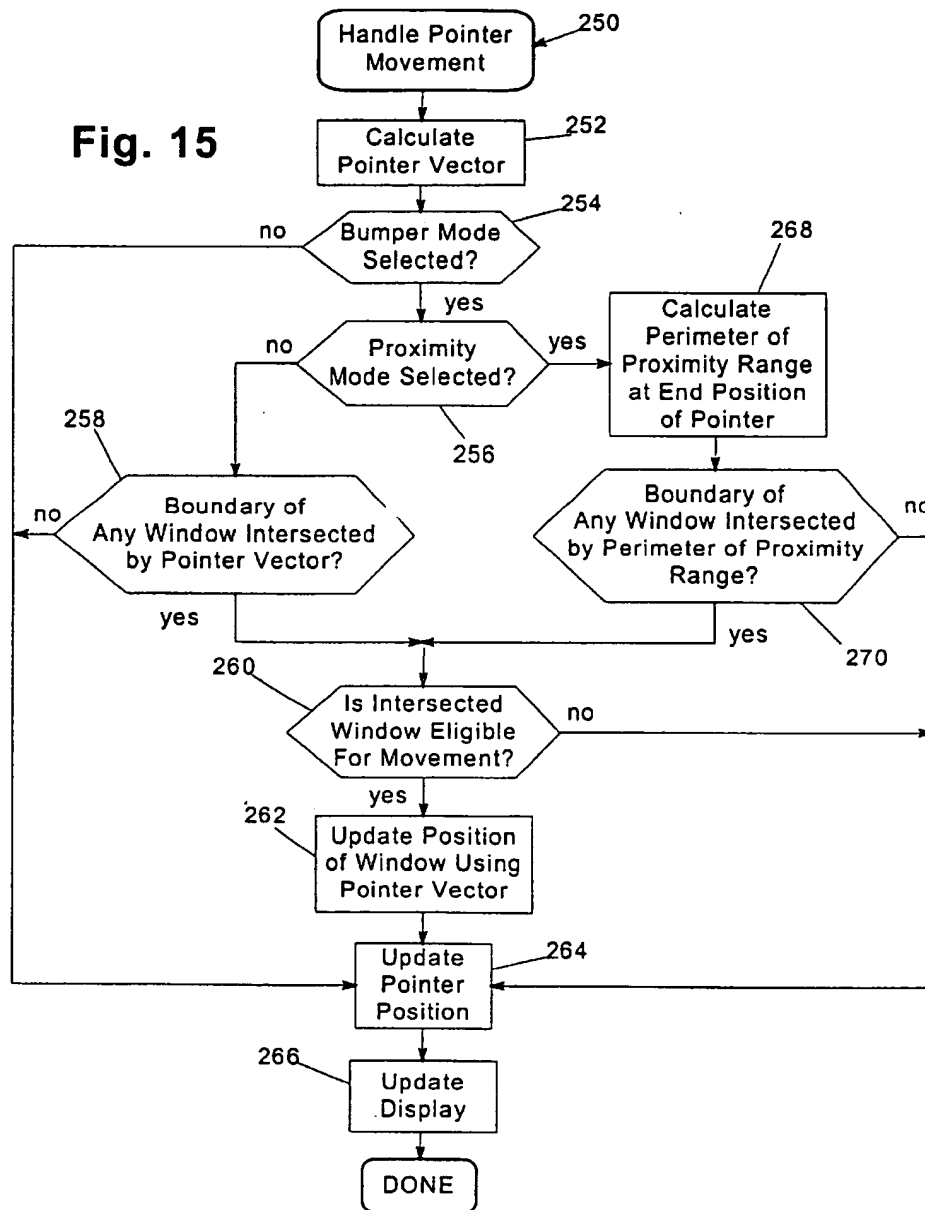 Fig. 15
Handle Pointer
Movement
250
Calculate
Pointer Vector
252
Bumper Mode
Selected?
254
no
yes
Proximity
Mode Selected?
256
no
yes
Calculate
Perimeter of
Proximity Range
at End Position
of Pointer
268
258
Boundary of
Any Window Intersected
by Pointer Vector?
no
yes
Boundary of
Any Window Intersected
by Perimeter of Proximity
Range?
no
yes
270
260
Is Intersected
Window Eligible
For Movement?
no
yes
262
Update Position
of Window Using
Pointer Vector
Update
Pointer
Position
264
266
Update
Display
DONE